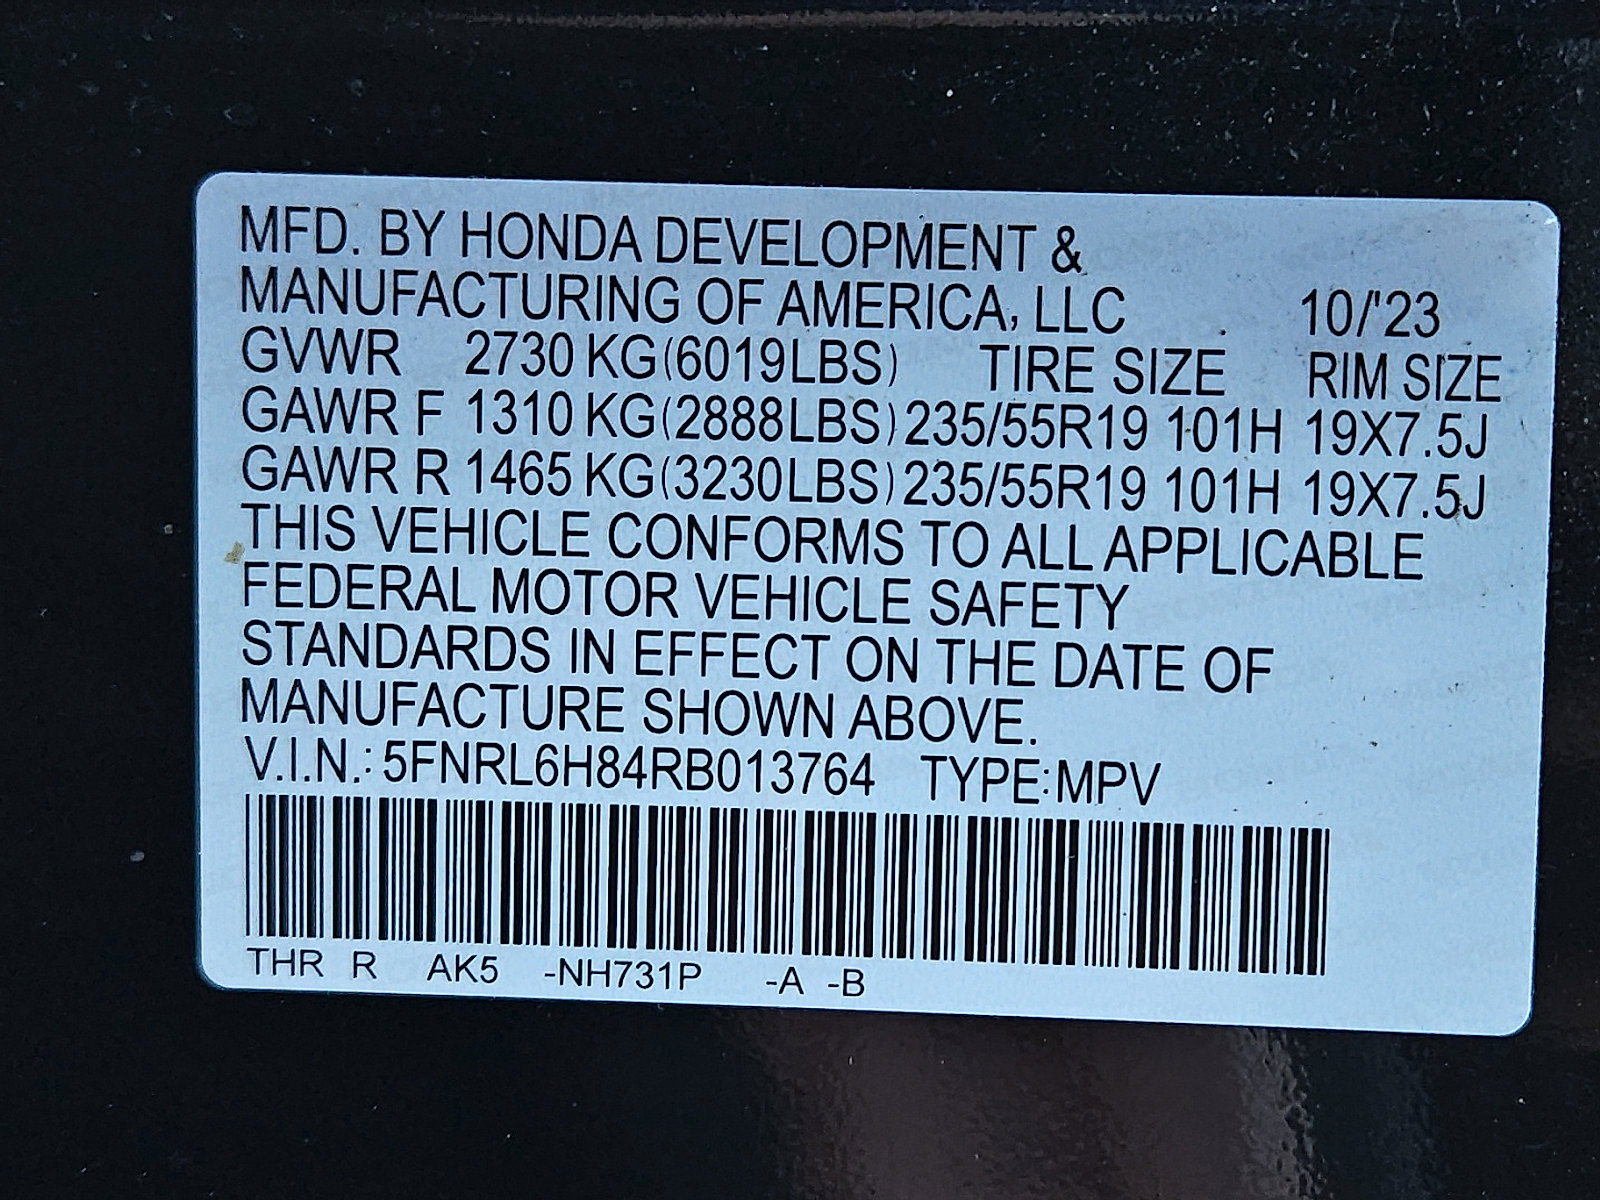 MFD. BY HONDA DEVELOPMENT &
MANUFACTURING OF AMERICA, LLC 10/'23
GVWR 2730 KG(6019LBS) TIRE SIZE RIM SIZE
GAWR F 1310 KG(2888LBS) 235/55R19 101H 19X7.5J
GAWR R 1465 KG(3230LBS) 235/55R19 101H 19X7.5J
THIS VEHICLE CONFORMS TO ALL APPLICABLE
FEDERAL MOTOR VEHICLE SAFETY
STANDARDS IN EFFECT ON THE DATE OF
MANUFACTURE SHOWN ABOVE.
V.I.N.: 5FNRL6H84RB013764 TYPE:MPV
THR R AK5 -NH731P -A -B